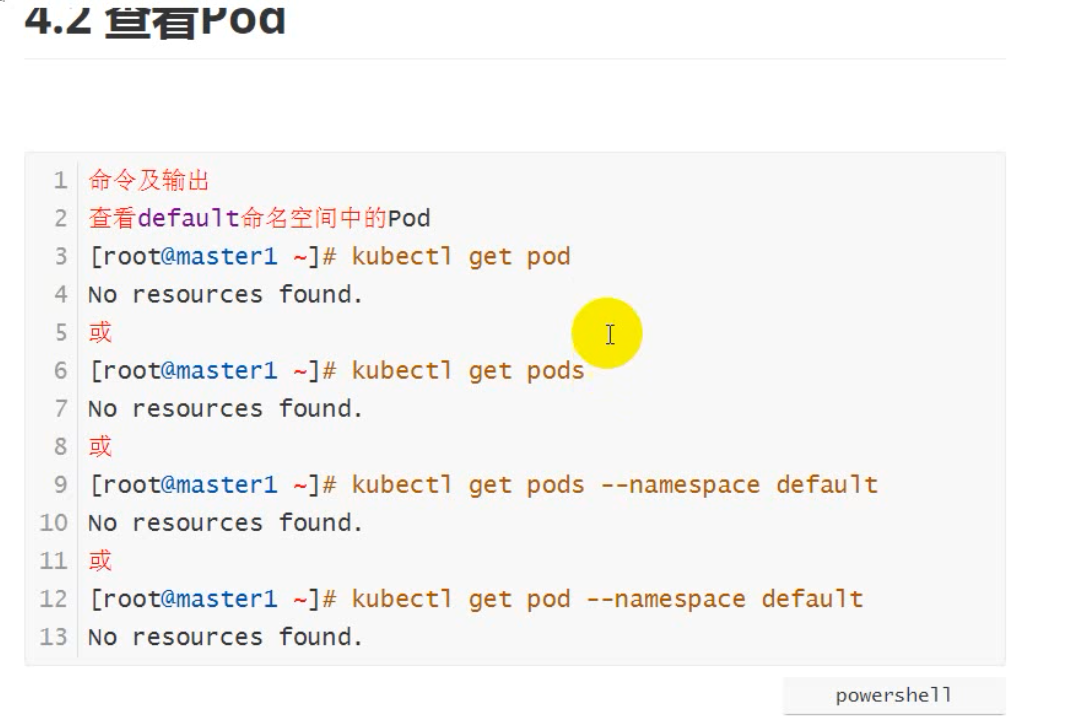 4.2 查看Pod
1 命令及输出
2 查看default命名空间中的Pod
3 [root@master1 ~]# kubectl get pod
4 No resources found.
5 或
6 [root@master1 ~]# kubectl get pods
7 No resources found.
8 或
9 [root@master1 ~]# kubectl get pods --namespace default
10 No resources found.
11 或
12 [root@master1 ~]# kubectl get pod --namespace default
13 No resources found.
powershell